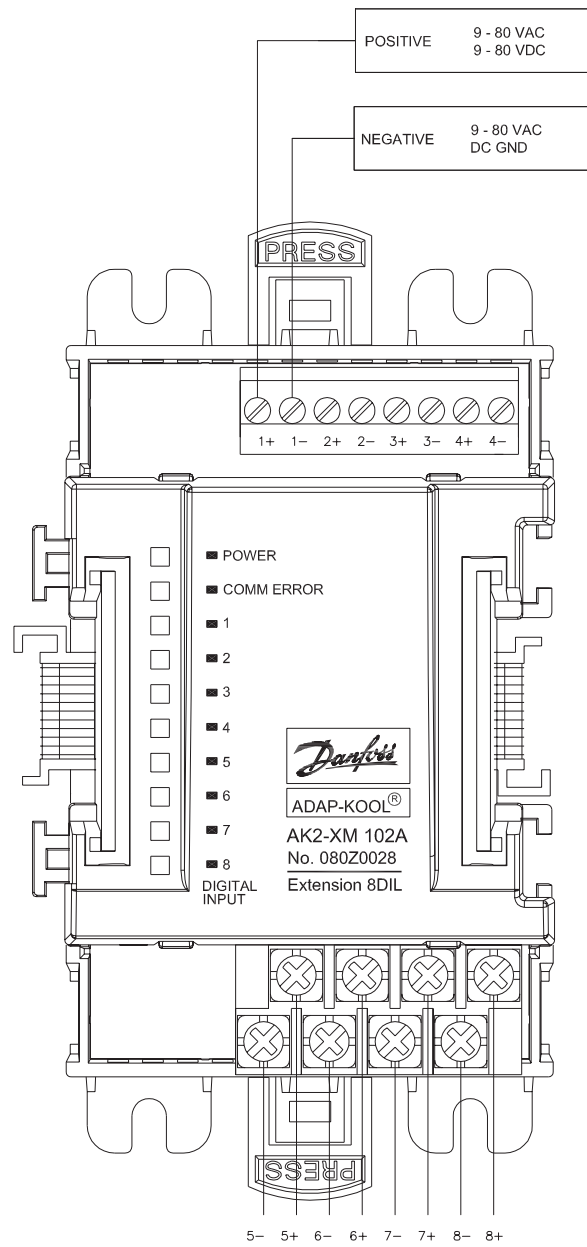 POSITIVE 9 - 80 VAC
9 - 80 VDC
NEGATIVE 9 - 80 VAC
DC GND
PRESS
1+ 1- 2+ 2- 3+ 3- 4+ 4-
POWER
COMM ERROR
1
2
3
4
5
6
7
8
DIGITAL
INPUT
Danfoss
ADAP-KOOL®
AK2-XM 102A
No. 080Z0028
Extension 8DIL
PRESS
5- 5+ 6- 6+ 7- 7+ 8- 8+